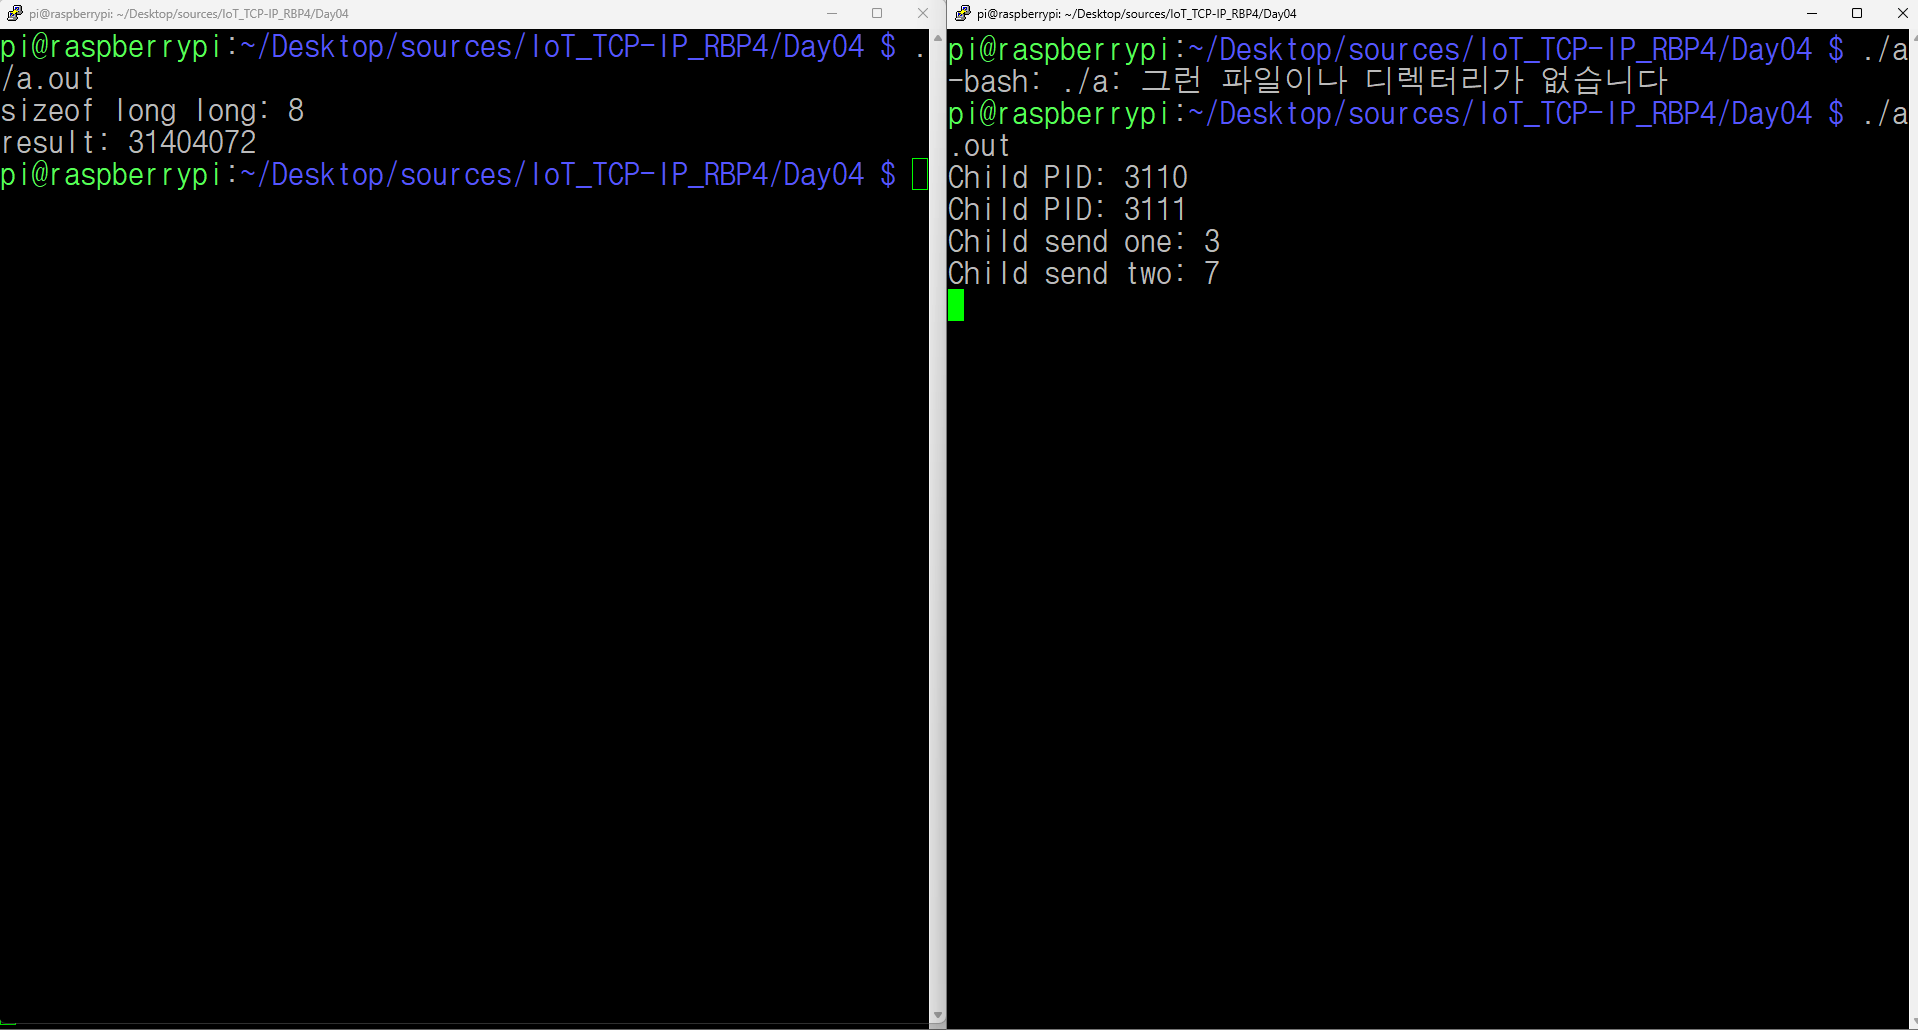 pi@raspberrypi: ~/Desktop/sources/IoT_TCP-IP_RBP4/Day04
pi@raspberrypi:~/Desktop/sources/IoT_TCP-IP_RBP4/Day04 $ .
/a.out
sizeof long long: 8
result: 31404072
pi@raspberrypi:~/Desktop/sources/IoT_TCP-IP_RBP4/Day04 $
pi@raspberrypi: ~/Desktop/sources/IoT_TCP-IP_RBP4/Day04
pi@raspberrypi:~/Desktop/sources/IoT_TCP-IP_RBP4/Day04 $ ./a
-bash: ./a: 그런 파일이나 디렉터리가 없습니다
pi@raspberrypi:~/Desktop/sources/IoT_TCP-IP_RBP4/Day04 $ ./a
.out
Child PID: 3110
Child PID: 3111
Child send one: 3
Child send two: 7